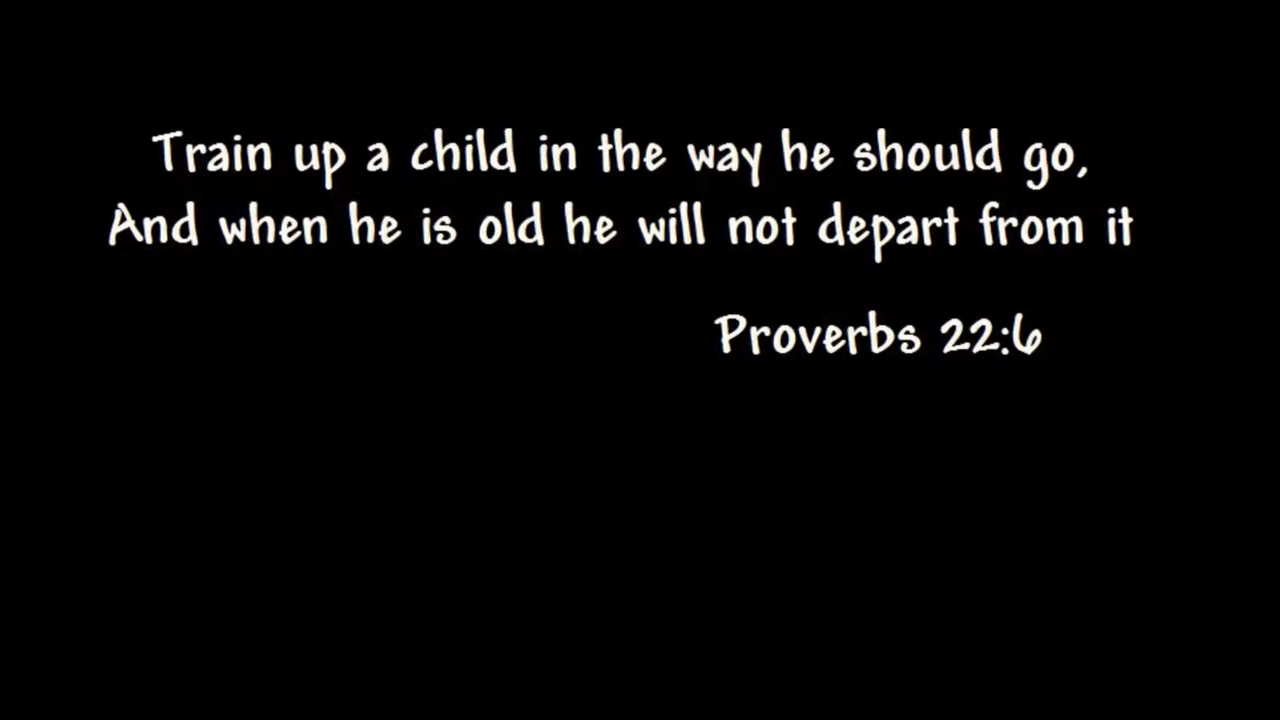 Train up a child in the way he should go,
And when he is old he will not depart from it
Proverbs 22:6